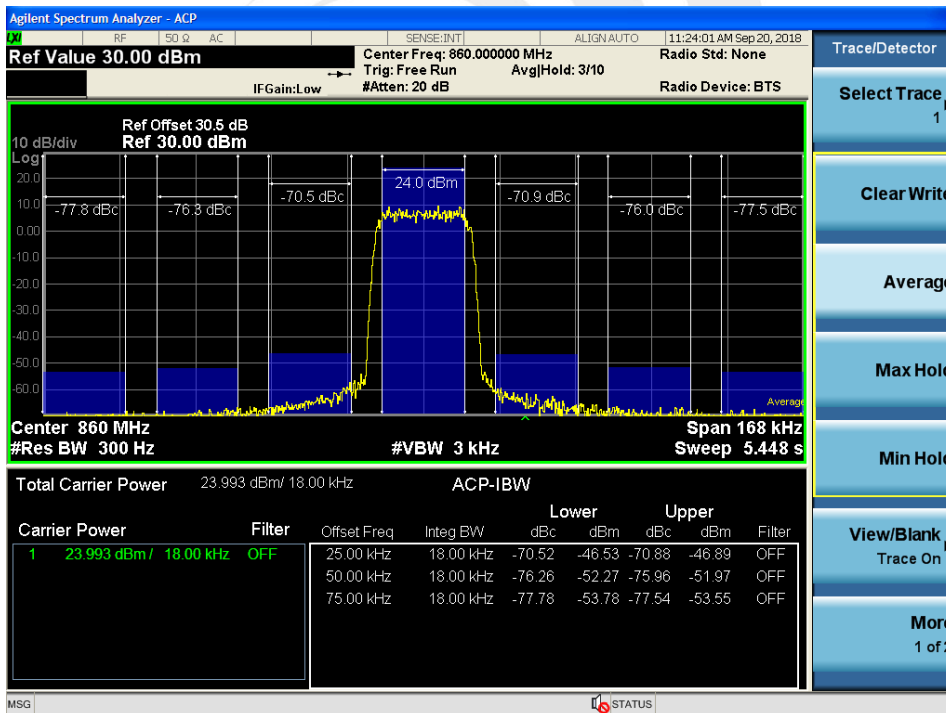 Agilent Spectrum Analyzer - ACP
LXI RF 50 Ω AC SENSE:INT ALIGN AUTO 11:24:01 AM Sep 20, 2018
Ref Value 30.00 dBm Center Freq: 860.000000 MHz Radio Std: None
Trig: Free Run Avg|Hold: 3/10
IFGain:Low #Atten: 20 dB Radio Device: BTS
Ref Offset 30.5 dB
10 dB/div Ref 30.00 dBm
Log
20.0
10.0
0.00
-10.0
-20.0
-30.0
-40.0
-50.0
-60.0
-77.8 dBc -76.3 dBc -70.5 dBc 24.0 dBm -70.9 dBc -76.0 dBc -77.5 dBc
Average
Center 860 MHz Span 168 kHz
#Res BW 300 Hz #VBW 3 kHz Sweep 5.448 s
Total Carrier Power 23.993 dBm/ 18.00 kHz ACP-IBW
Lower Upper
Carrier Power Filter Offset Freq Integ BW dBc dBm dBc dBm Filter
1 23.993 dBm / 18.00 kHz OFF 25.00 kHz 18.00 kHz -70.52 -46.53 -70.88 -46.89 OFF
50.00 kHz 18.00 kHz -76.26 -52.27 -75.96 -51.97 OFF
75.00 kHz 18.00 kHz -77.78 -53.78 -77.54 -53.55 OFF
MSG STATUS
Trace/Detector
Select Trace
1
Clear Write
Average
Max Hold
Min Hold
View/Blank
Trace On
More
1 of 2